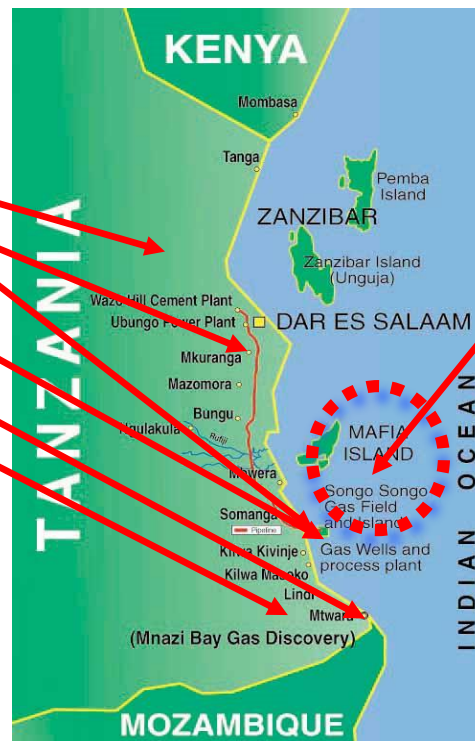 KENYA
Mombasa
Tanga
Pemba
Island
ZANZIBAR
Zanzibar Island
(Unguja)
TANZANIA
Wazo Hill Cement Plant
Ubungo Power Plant
DAR ES SALAAM
Mkuranga
Mazomora
Bungu
Ngulakula
Rufiji
MAFIA
ISLAND
Mbwera
Songo Songo
Gas Field
and Island
Somanga
Pipeline
Gas Wells and
process plant
Kilwa Kivinje
Kilwa Masoko
Lindi
Mtwara
(Mnazi Bay Gas Discovery)
INDIAN OCEAN
MOZAMBIQUE